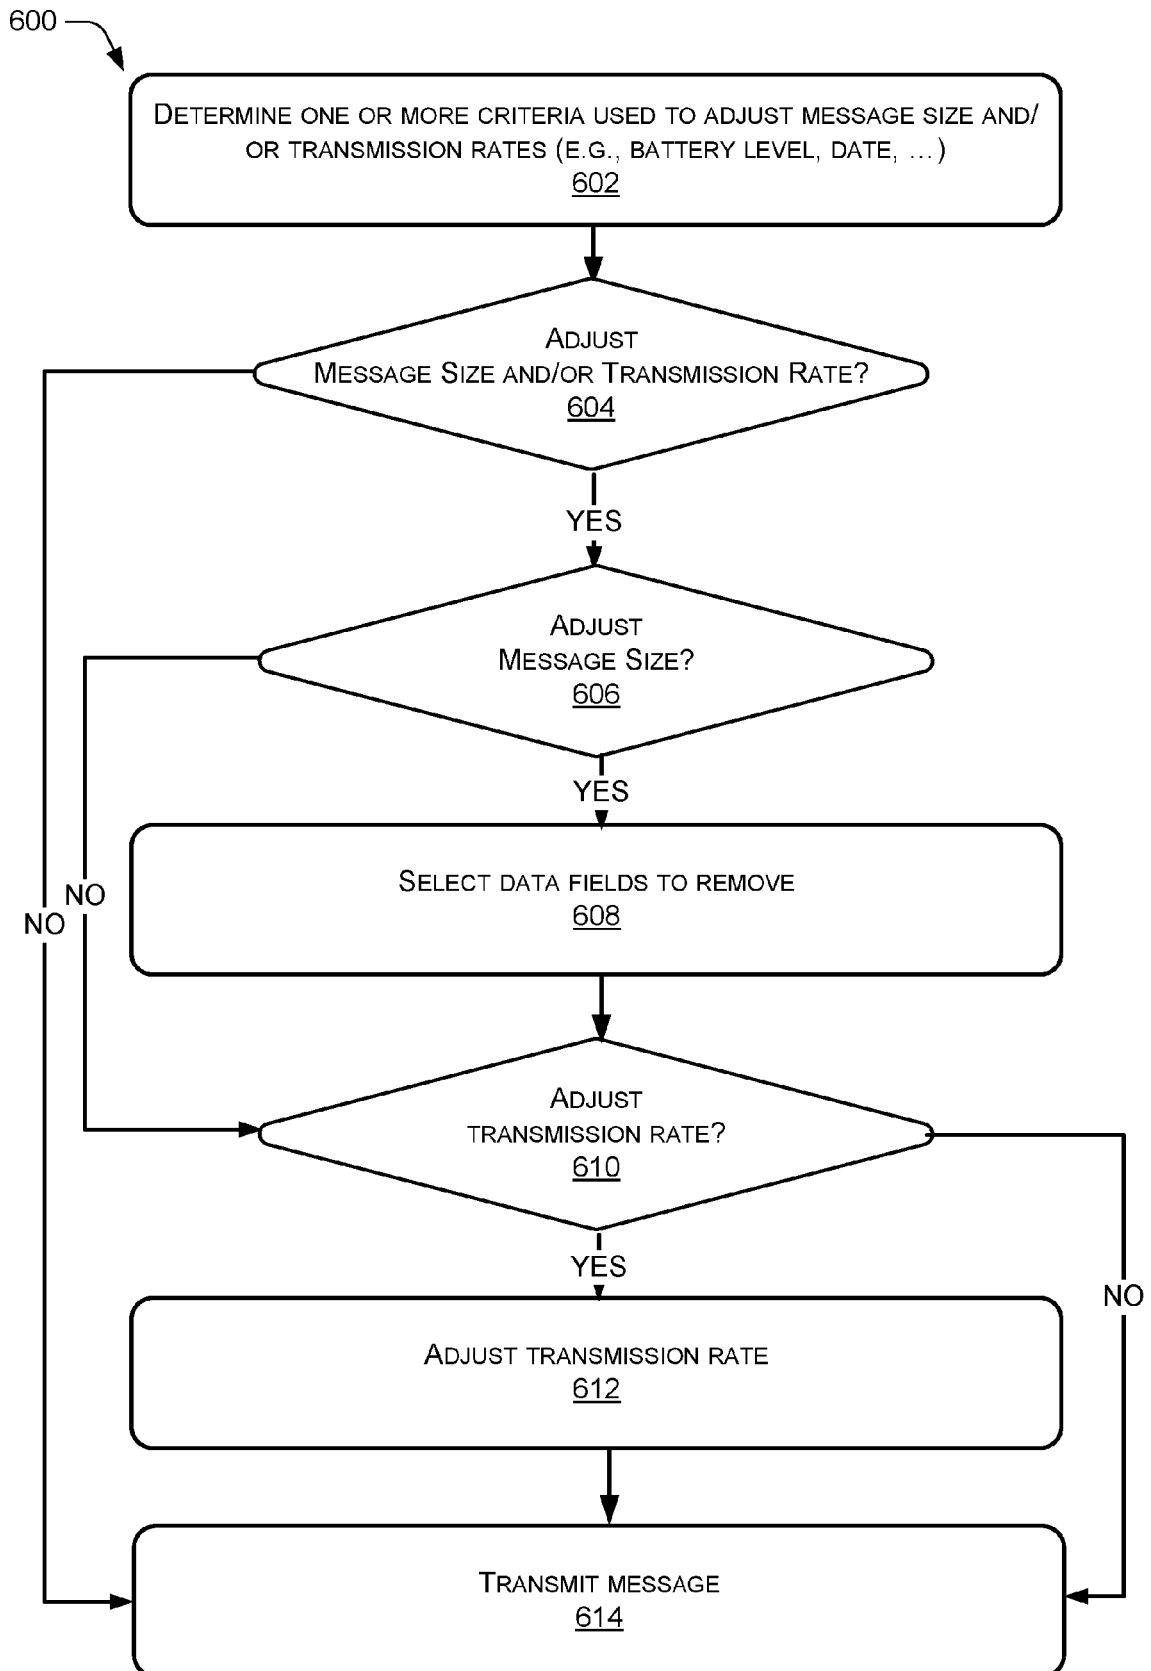 600
DETERMINE ONE OR MORE CRITERIA USED TO ADJUST MESSAGE SIZE AND/
OR TRANSMISSION RATES (E.G., BATTERY LEVEL, DATE, ...)
602
ADJUST
MESSAGE SIZE AND/OR TRANSMISSION RATE?
604
YES
ADJUST
MESSAGE SIZE?
606
YES
SELECT DATA FIELDS TO REMOVE
608
NO
NO
ADJUST
TRANSMISSION RATE?
610
YES
NO
ADJUST TRANSMISSION RATE
612
TRANSMIT MESSAGE
614